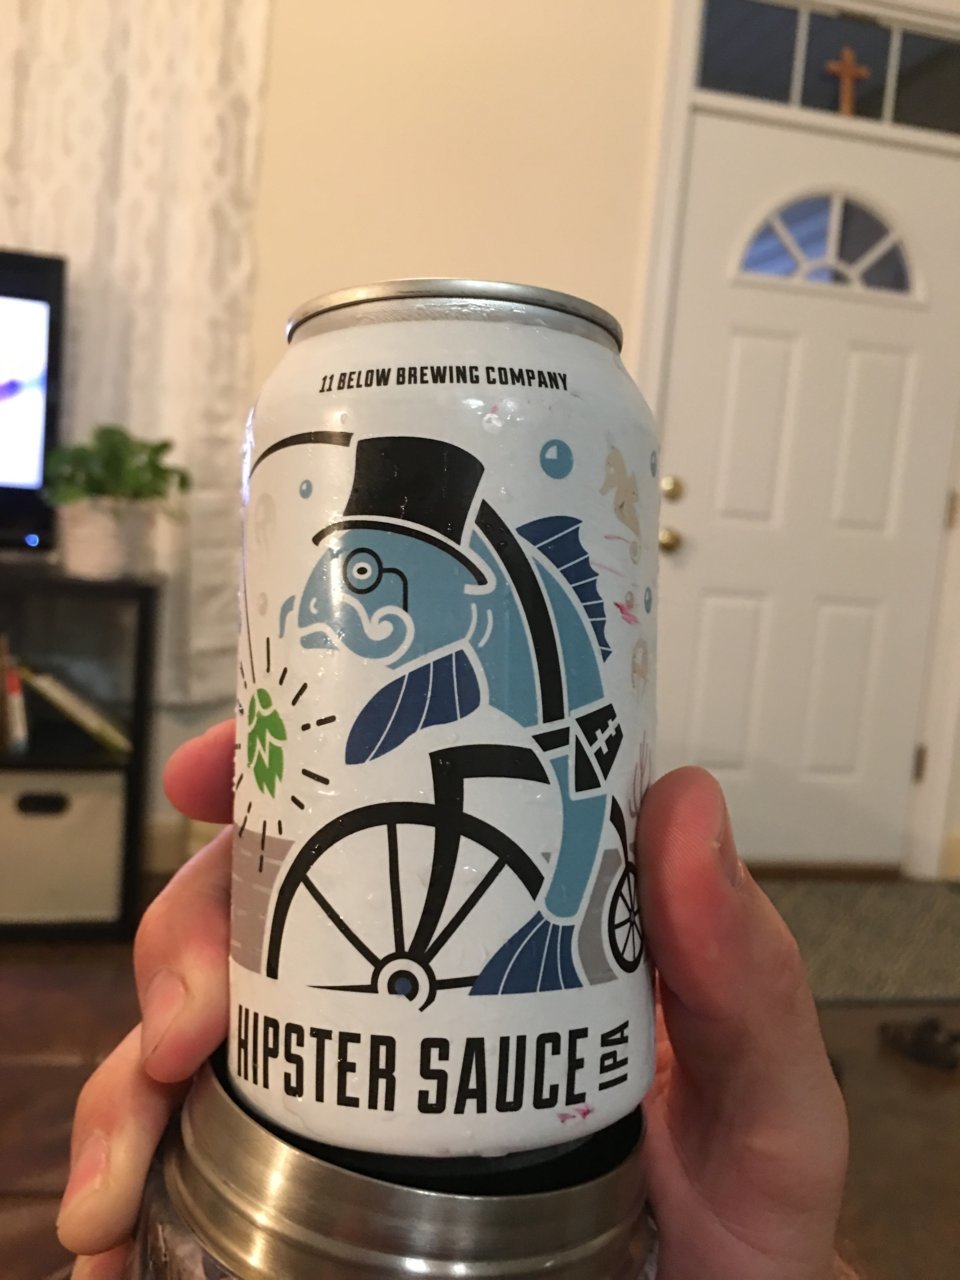 11 BELOW BREWING COMPANY
HIPSTER SAUCE
IPA